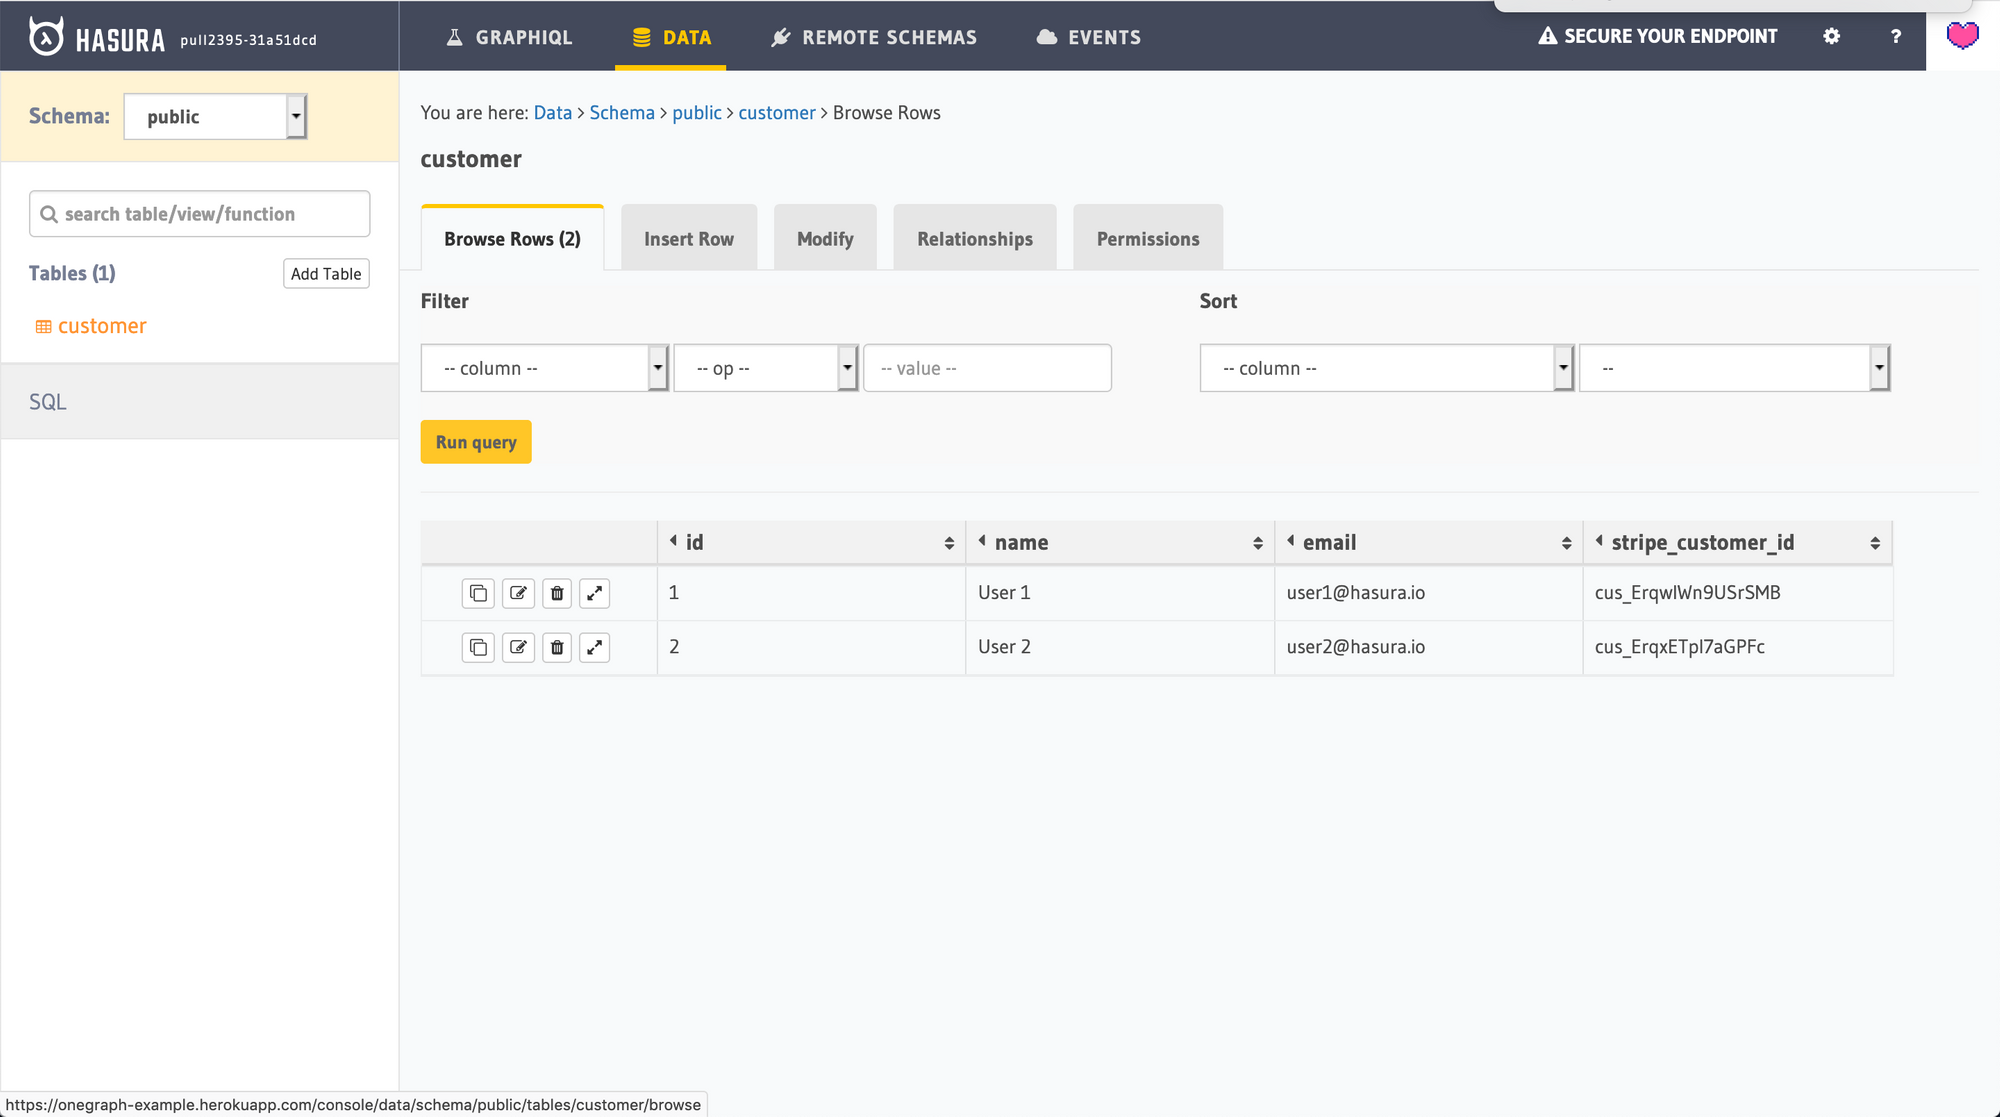 HASURA pull2395-31a51dcd GRAPHIQL DATA REMOTE SCHEMAS EVENTS SECURE YOUR ENDPOINT ?
Schema: public
You are here: Data > Schema > public > customer > Browse Rows
customer
search table/view/function
Browse Rows (2) Insert Row Modify Relationships Permissions
Tables (1) Add Table
customer
SQL
Filter Sort
-- column -- -- op -- -- value -- -- column -- --
Run query
id name email stripe_customer_id
1 User 1 user1@hasura.io cus_ErqwIWn9USrSMB
2 User 2 user2@hasura.io cus_ErqxETpI7aGPFc
https://onegraph-example.herokuapp.com/console/data/schema/public/tables/customer/browse